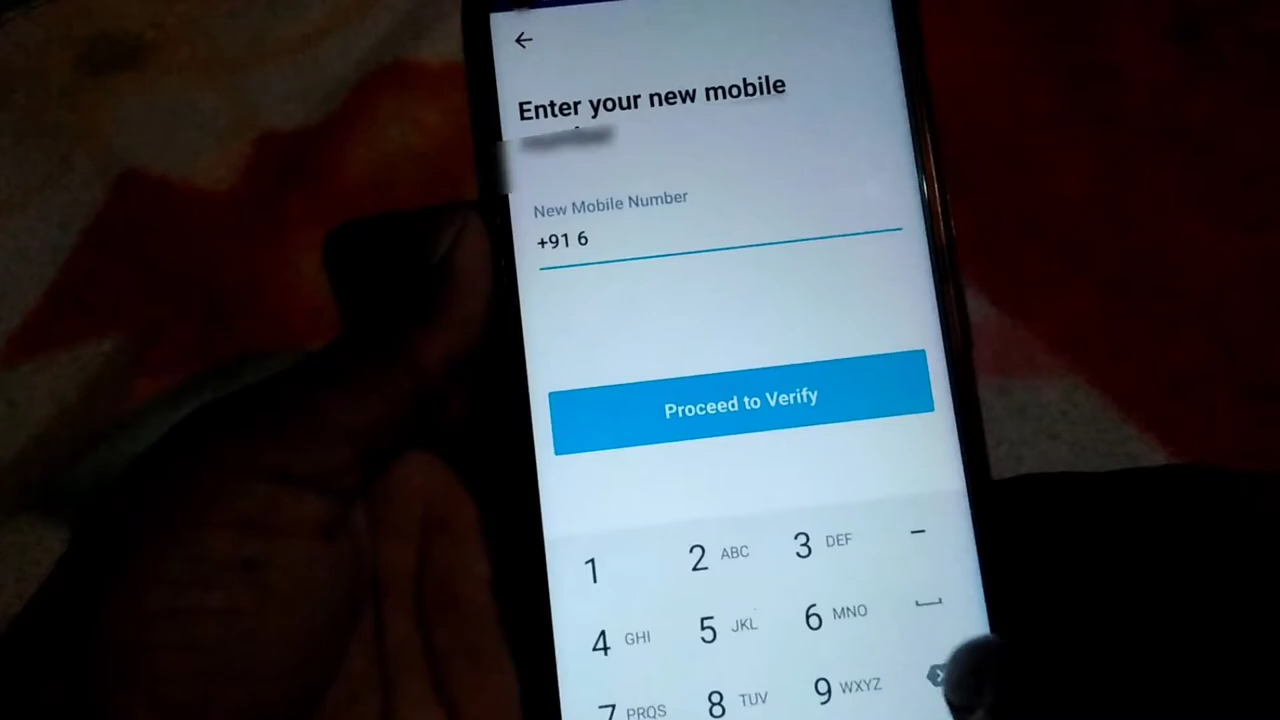 Enter your new mobile
New Mobile Number
+91 6
Proceed to Verify
1 2 ABC 3 DEF -
4 GHI 5 JKL 6 MNO
7 PQRS 8 TUV 9 WXYZ